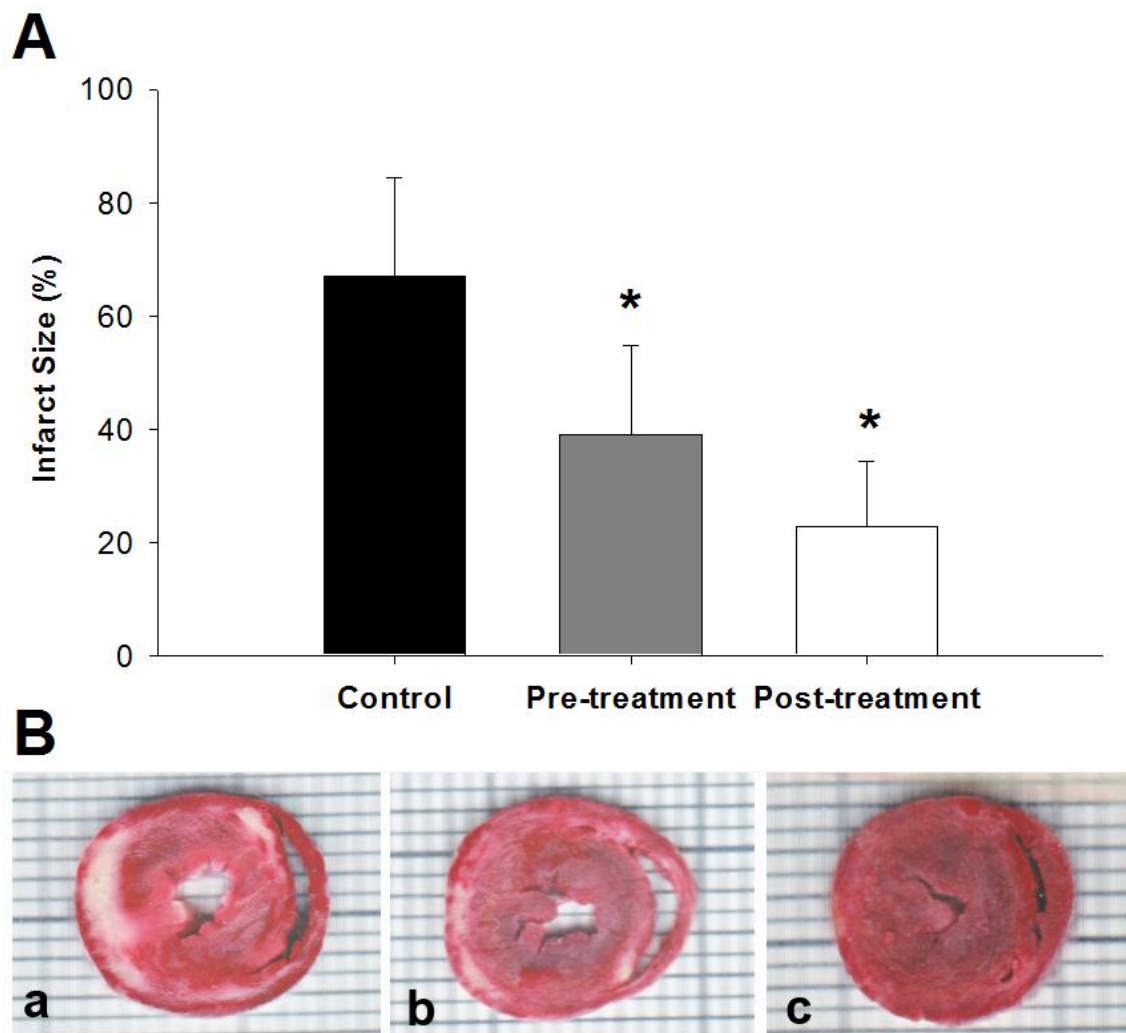 A
100
80
60
40
20
0
Infarct Size (%)
*
*
Control Pre-treatment Post-treatment
B
a b c